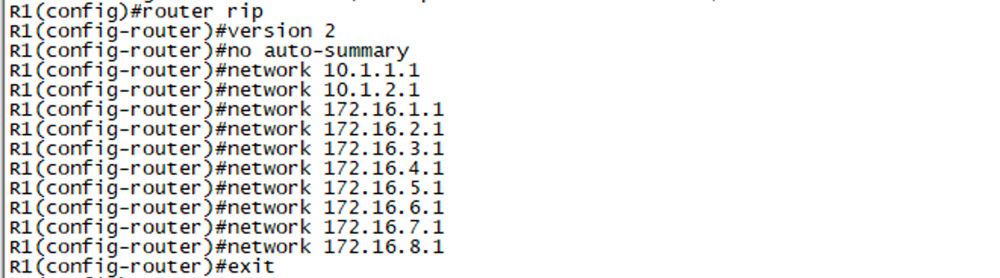 R1(config)#router rip
R1(config-router)#version 2
R1(config-router)#no auto-summary
R1(config-router)#network 10.1.1.1
R1(config-router)#network 10.1.2.1
R1(config-router)#network 172.16.1.1
R1(config-router)#network 172.16.2.1
R1(config-router)#network 172.16.3.1
R1(config-router)#network 172.16.4.1
R1(config-router)#network 172.16.5.1
R1(config-router)#network 172.16.6.1
R1(config-router)#network 172.16.7.1
R1(config-router)#network 172.16.8.1
R1(config-router)#exit